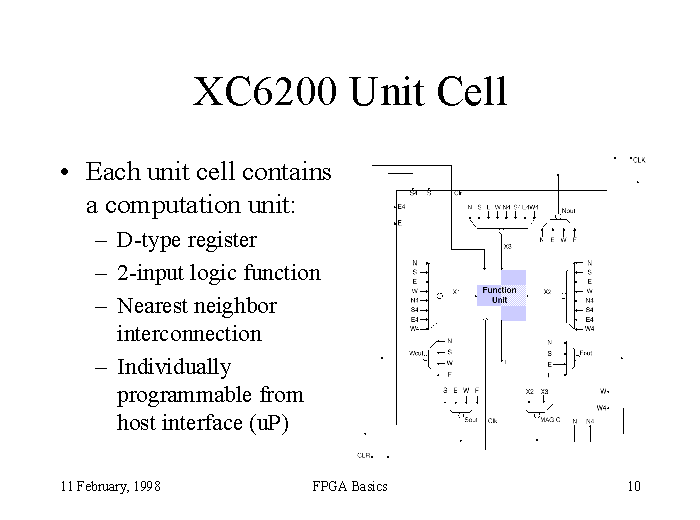 XC6200 Unit Cell
• Each unit cell contains
a computation unit:
– D-type register
– 2-input logic function
– Nearest neighbor
interconnection
– Individually
programmable from
host interface (uP)
CLK
S4 S Clr
E4
E
N S E W N4 S4 E4 W4
Nout
N E W F
X3
N
S
E
W
N4
S4
E4
W4
X1
Function
Unit
X2
N
S
E
W
N4
S4
E4
W4
Wout
N
S
W
F
F
N
S
E
F
Eout
S E W F
Sout
Clk
X2 X3
MAGIC
N N4
W
W4
CLR
11 February, 1998
FPGA Basics
10